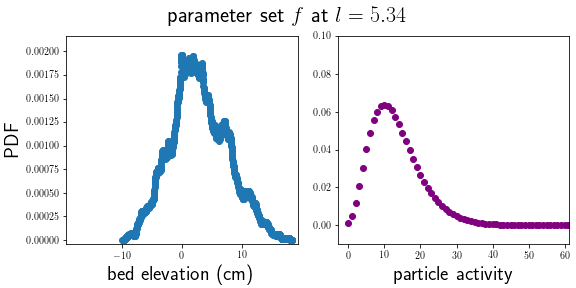 parameter set f at l = 5.34
PDF
0.00200
0.00175
0.00150
0.00125
0.00100
0.00075
0.00050
0.00025
0.00000
−10 0 10
bed elevation (cm)
0.10
0.08
0.06
0.04
0.02
0.00
0 10 20 30 40 50 60
particle activity